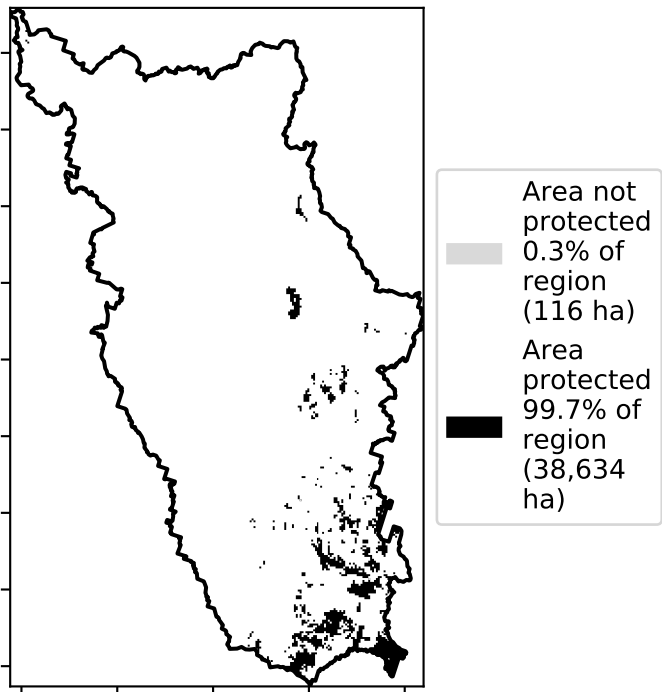 Area not
protected
0.3% of
region
(116 ha)
Area
protected
99.7% of
region
(38,634
ha)